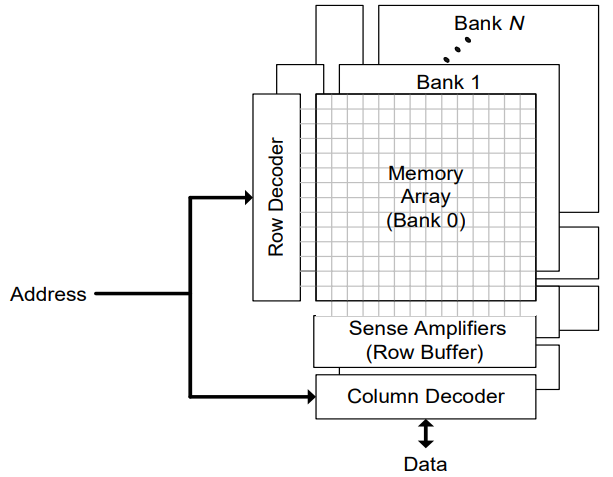 Bank N
Bank 1
Row Decoder
Memory
Array
(Bank 0)
Address
Sense Amplifiers
(Row Buffer)
Column Decoder
Data